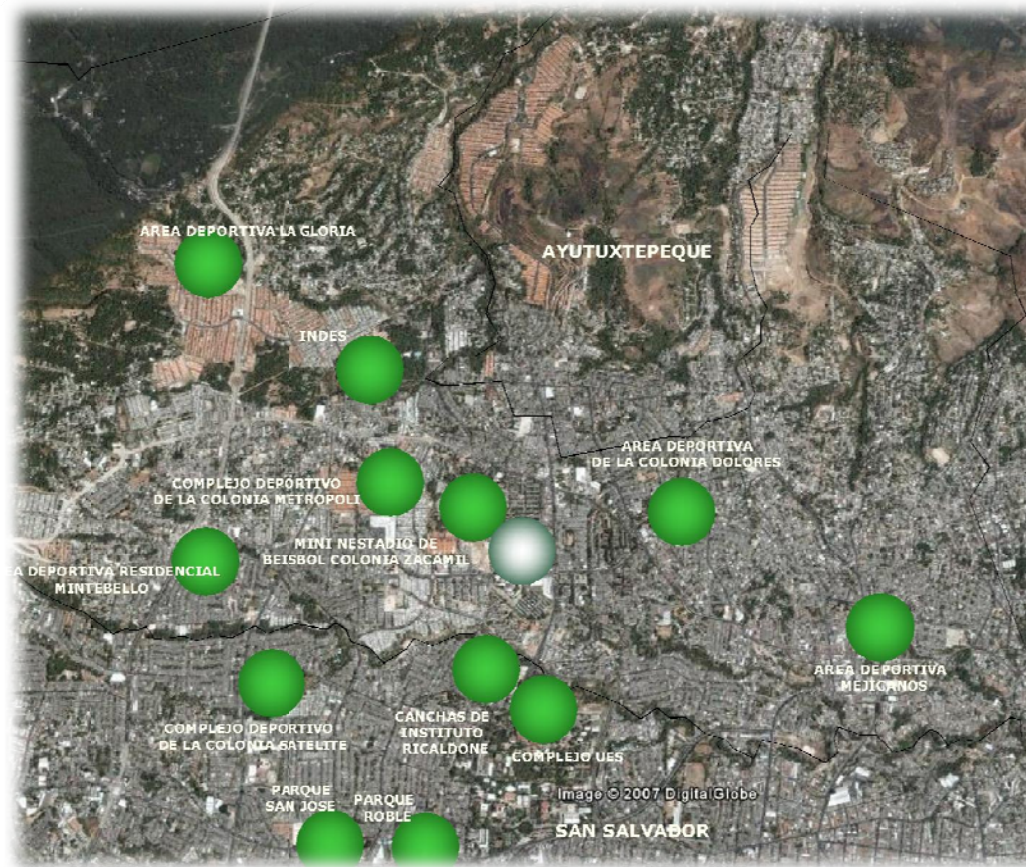 AREA DEPORTIVA LA GLORIA
AYUTUXTEPEQUE
INDES
AREA DEPORTIVA
DE LA COLONIA DOLORES
COMPLEJO DEPORTIVO
DE LA COLONIA METROPOLI
MINI NESTADIO DE
BEISBOL COLONIA ZACAMIL
DEPORTIVA RESIDENCIAL
MINTEBELLO
AREA DEPORTIVA
MEJICANOS
COMPLEJO DEPORTIVO
DE LA COLONIA SATELITE
CANCHAS DE
INSTITUTO
RICALDONE
COMPLEJO UES
PARQUE
SAN JOSE
PARQUE
ROBLE
Image © 2007 DigitalGlobe
SAN SALVADOR